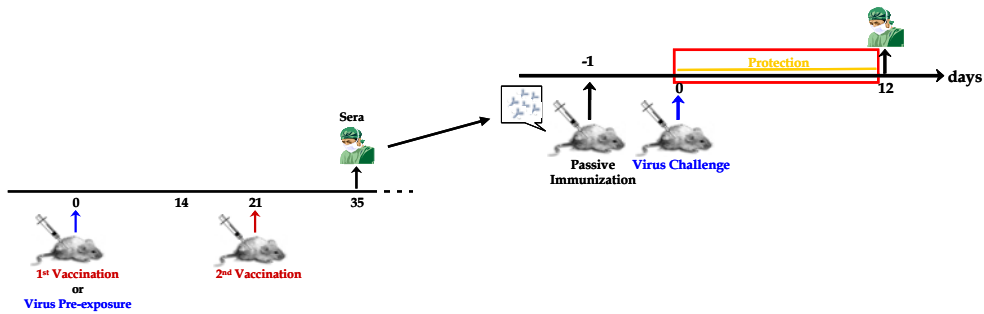 Protection
-1
days
0
12
Sera
Passive
Immunization
Virus Challenge
0
14
21
35
1st Vaccination
or
Virus Pre-exposure
2nd Vaccination